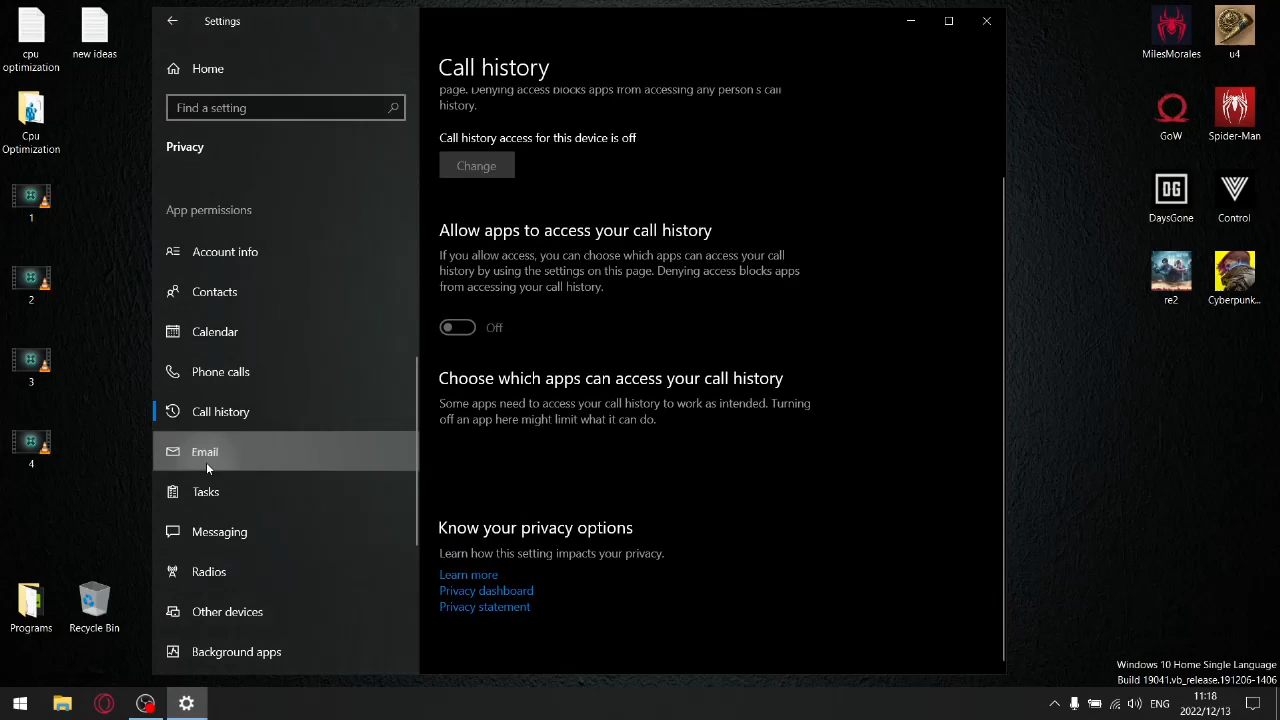 cpu
optimization
new ideas
Cpu
Optimization
1
2
3
4
Programs
Recycle Bin
Settings
Home
Find a setting
Privacy
App permissions
Account info
Contacts
Calendar
Phone calls
Call history
Email
Tasks
Messaging
Radios
Other devices
Background apps
Call history
page. Denying access blocks apps from accessing any person's call
history.
Call history access for this device is off
Change
Allow apps to access your call history
If you allow access, you can choose which apps can access your call
history by using the settings on this page. Denying access blocks apps
from accessing your call history.
Off
Choose which apps can access your call history
Some apps need to access your call history to work as intended. Turning
off an app here might limit what it can do.
Know your privacy options
Learn how this setting impacts your privacy.
Learn more
Privacy dashboard
Privacy statement
MilesMorales
u4
GoW
Spider-Man
DG
DaysGone
Control
re2
Cyberpunk...
Windows 10 Home Single Language
Build 19041.vb_release.191206-1406
ENG
11:18
2022/12/13